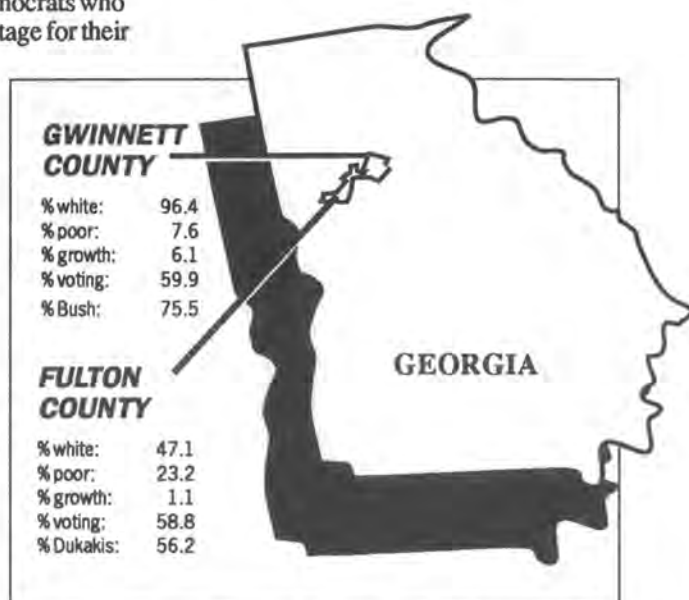 mocrats who
tage for their
GWINNETT
COUNTY
% white: 96.4
% poor: 7.6
% growth: 6.1
% voting: 59.9
% Bush: 75.5
FULTON
COUNTY
% white: 47.1
% poor: 23.2
% growth: 1.1
% voting: 58.8
% Dukakis: 56.2
GEORGIA